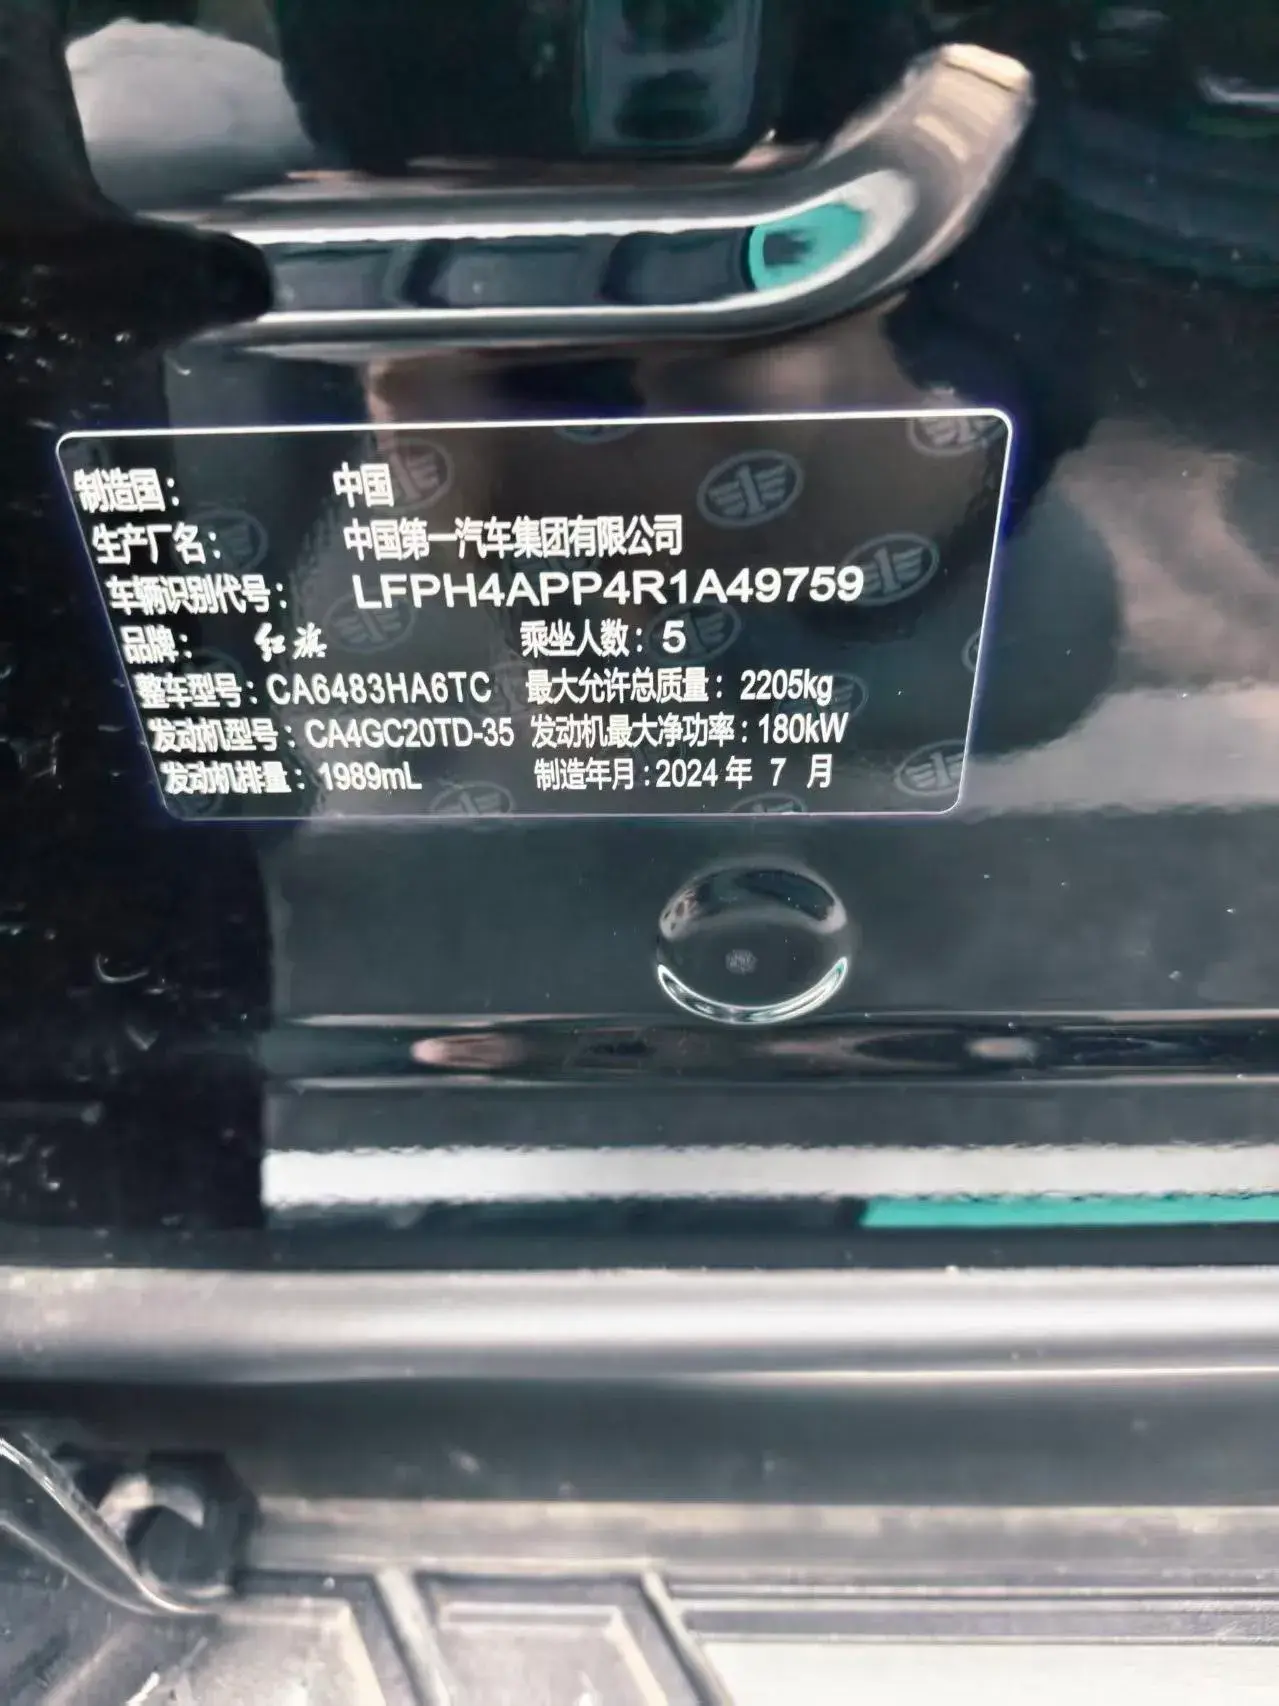 制造国： 中国
生产厂名： 中国第一汽车集团有限公司
车辆识别代号： LFPH4APP4R1A49759
品牌： 红旗 乘坐人数：5
整车型号：CA6483HA6TC 最大允许总质量：2205kg
发动机型号：CA4GC20TD-35 发动机最大净功率：180kW
发动机排量：1989mL 制造年月：2024 年 7 月